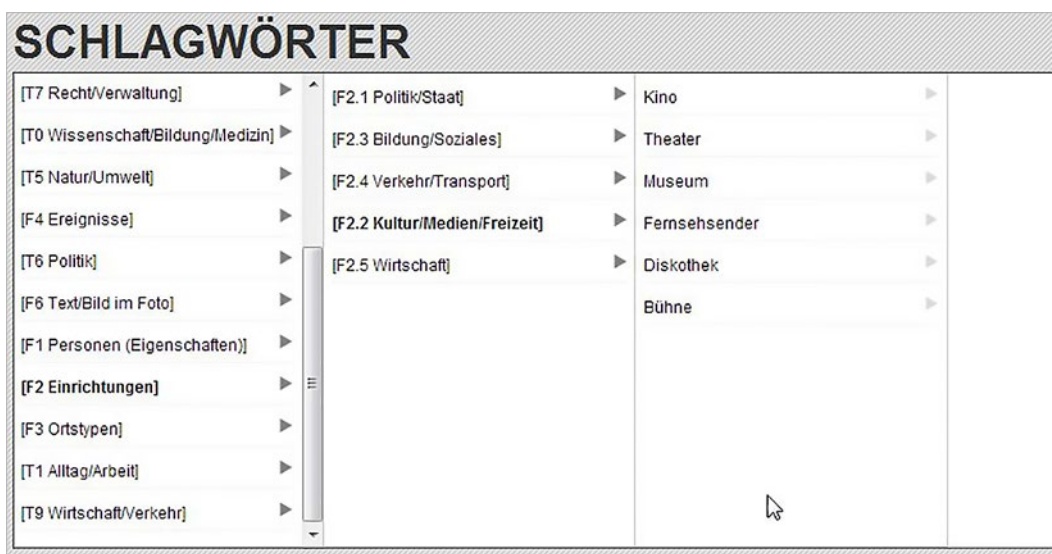 SCHLAGWÖRTER
[T7 Recht/Verwaltung]
[T0 Wissenschaft/Bildung/Medizin]
[T5 Natur/Umwelt]
[F4 Ereignisse]
[T6 Politik]
[F6 Text/Bild im Foto]
[F1 Personen (Eigenschaften)]
[F2 Einrichtungen]
[F3 Ortstypen]
[T1 Alltag/Arbeit]
[T9 Wirtschaft/Verkehr]
[F2.1 Politik/Staat]
[F2.3 Bildung/Soziales]
[F2.4 Verkehr/Transport]
[F2.2 Kultur/Medien/Freizeit]
[F2.5 Wirtschaft]
Kino
Theater
Museum
Fernsehsender
Diskothek
Bühne